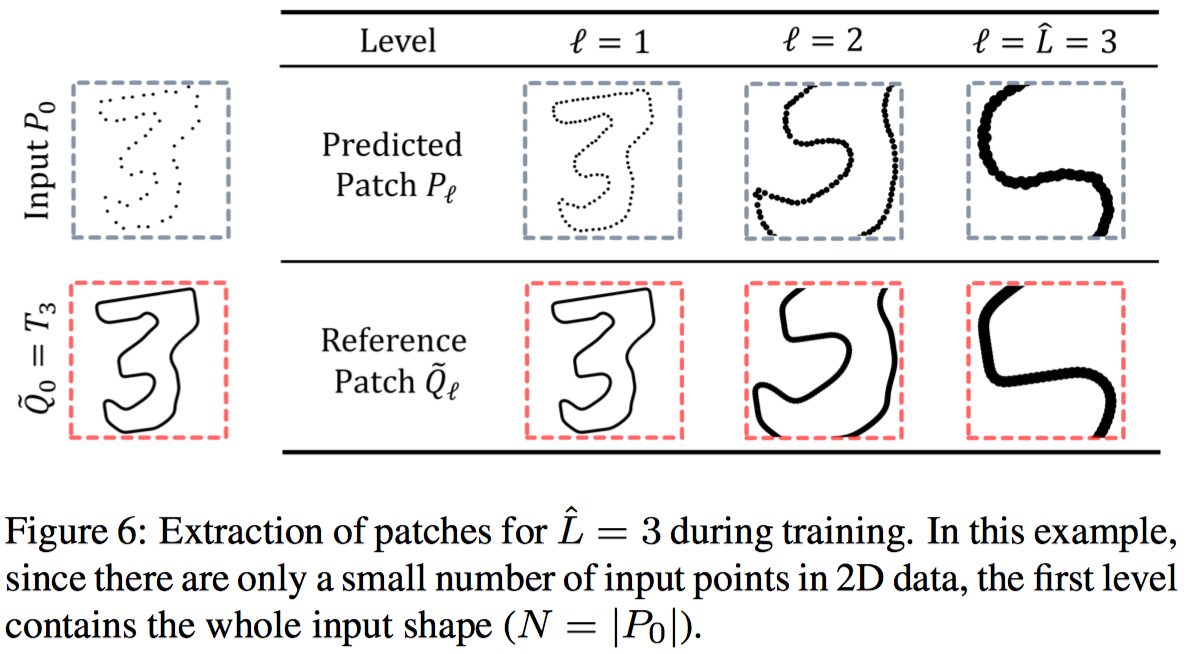 Level ℓ = 1 ℓ = 2 ℓ = L̂ = 3
Input P₀
Predicted
Patch Pℓ
Q̃₀ = T₃
Reference
Patch Q̃ℓ
Figure 6: Extraction of patches for L̂ = 3 during training. In this example,
since there are only a small number of input points in 2D data, the first level
contains the whole input shape (N = |P₀|).